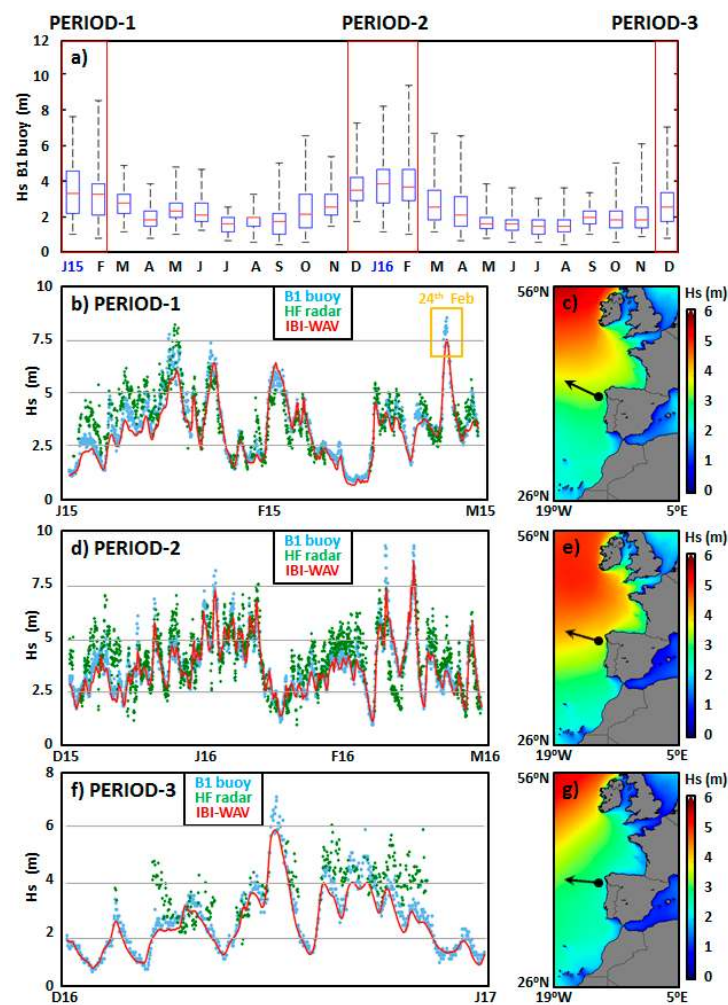 PERIOD-1 PERIOD-2 PERIOD-3
12
10
8
6
4
2
0
Hs B1 buoy (m)
a)
J15 F M A M J J A S O N D J16 F M A M J J A S O N D
b) PERIOD-1
B1 buoy
HF radar
IBI-WAV
24th Feb
10
7.5
5
2.5
0
Hs (m)
J15 F15 M15
c)
56ºN
26ºN
19ºW 5ºE
Hs (m)
6
5
4
3
2
1
0
d) PERIOD-2
B1 buoy
HF radar
IBI-WAV
10
7.5
5
2.5
0
Hs (m)
D15 J16 F16 M16
e)
56ºN
26ºN
19ºW 5ºE
Hs (m)
6
5
4
3
2
1
0
f) PERIOD-3
B1 buoy
HF radar
IBI-WAV
8
6
4
2
0
Hs (m)
D16 J17
g)
56ºN
26ºN
19ºW 5ºE
Hs (m)
6
5
4
3
2
1
0